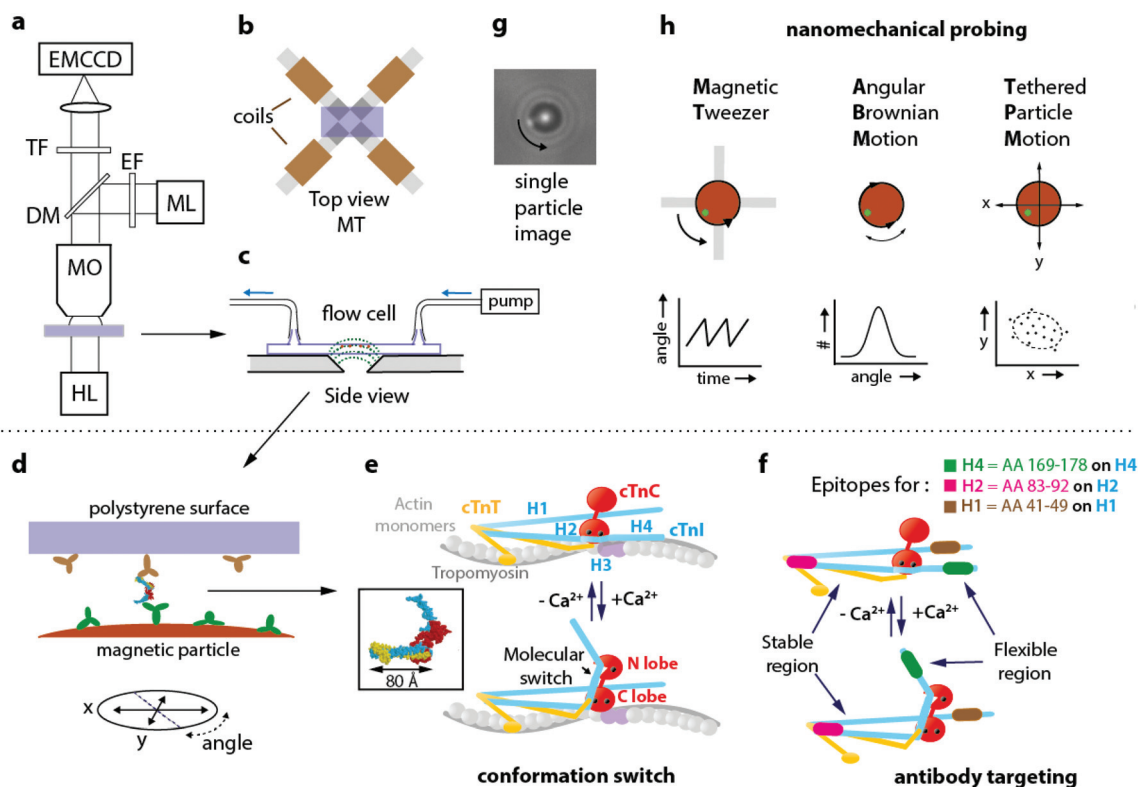 a
EMCCD
TF
EF
DM
ML
MO
HL
b
coils
Top view
MT
c
pump
flow cell
Side view
g
single
particle
image
h
nanomechanical probing
Magnetic
Tweezer
Angular
Brownian
Motion
Tethered
Particle
Motion
x
y
angle
time
#
angle
y
x
d
polystyrene surface
magnetic particle
x
y
angle
e
Actin
monomers
cTnT
H1
cTnC
H2
H4
cTnI
Tropomyosin
H3
- Ca2+
+Ca2+
80 Å
Molecular
switch
N lobe
C lobe
conformation switch
f
Epitopes for :
H4 = AA 169-178 on H4
H2 = AA 83-92 on H2
H1 = AA 41-49 on H1
- Ca2+
+Ca2+
Stable
region
Flexible
region
antibody targeting